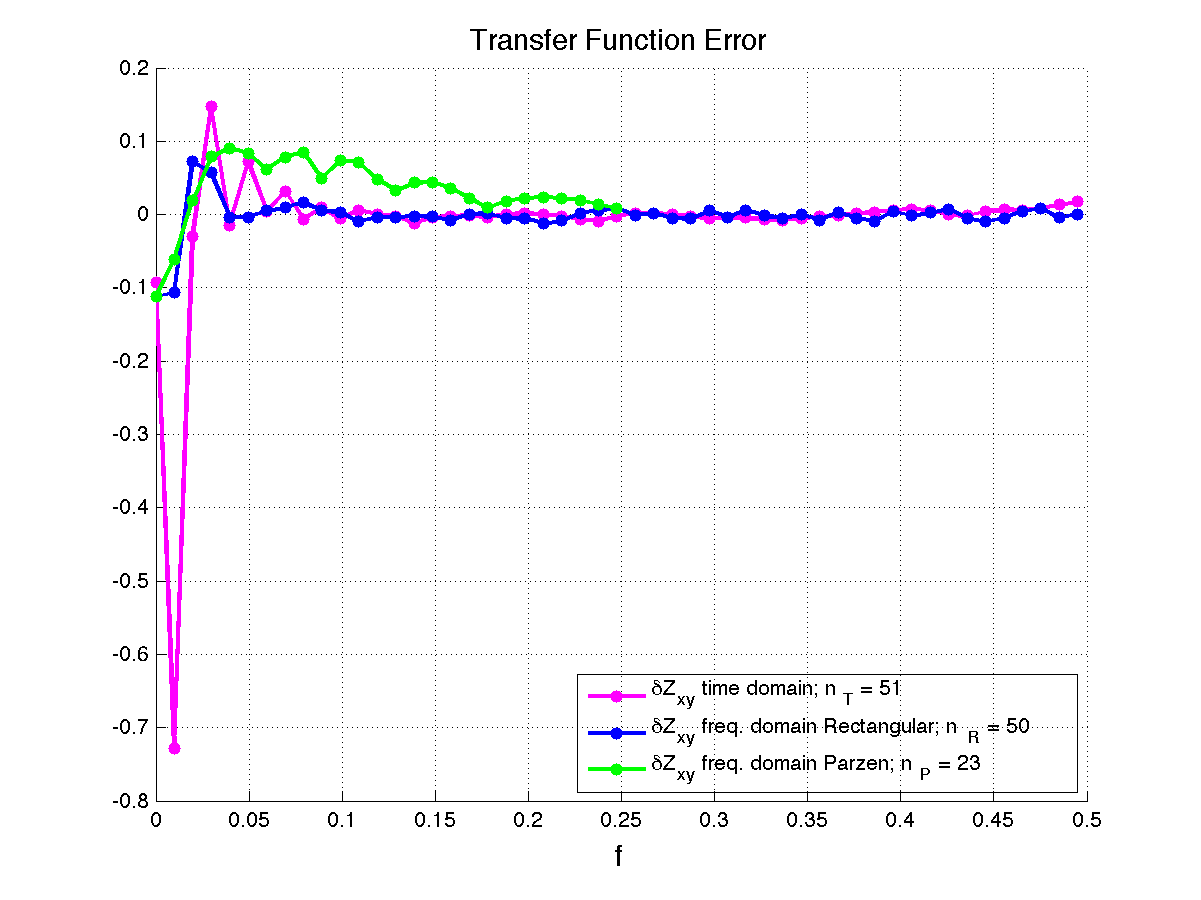 Transfer Function Error
0.2
0.1
0
-0.1
-0.2
-0.3
-0.4
-0.5
-0.6
-0.7
-0.8
δZxy time domain; n T = 51
δZxy freq. domain Rectangular; n R = 50
δZxy freq. domain Parzen; n P = 23
0 0.05 0.1 0.15 0.2 0.25 0.3 0.35 0.4 0.45 0.5
f